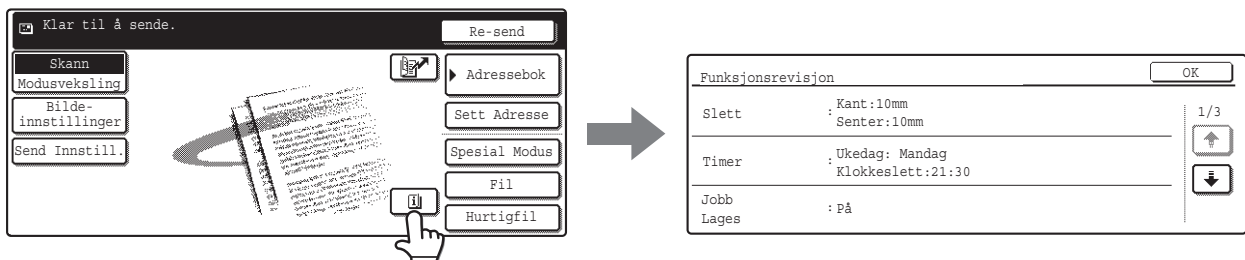 Klar til å sende.
Re-send
Skann
Modusveksling
Bilde-
innstillinger
Send Innstill.
Adressebok
Sett Adresse
Spesial Modus
Fil
Hurtigfil
Funksjonsrevisjon
OK
Slett :Kant:10mm
Senter:10mm
Timer :Ukedag: Mandag
Klokkeslett:21:30
Jobb
Lages :På
1/3